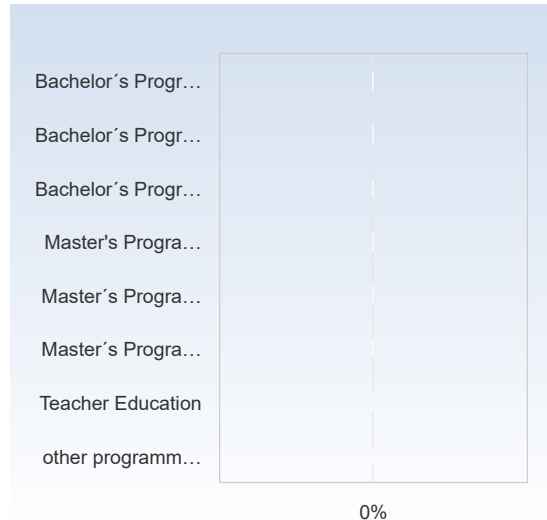 Bachelor´s Progr…
Bachelor´s Progr…
Bachelor´s Progr…
Master's Progra…
Master´s Progra…
Master´s Progra…
Teacher Education
other programm…
0%